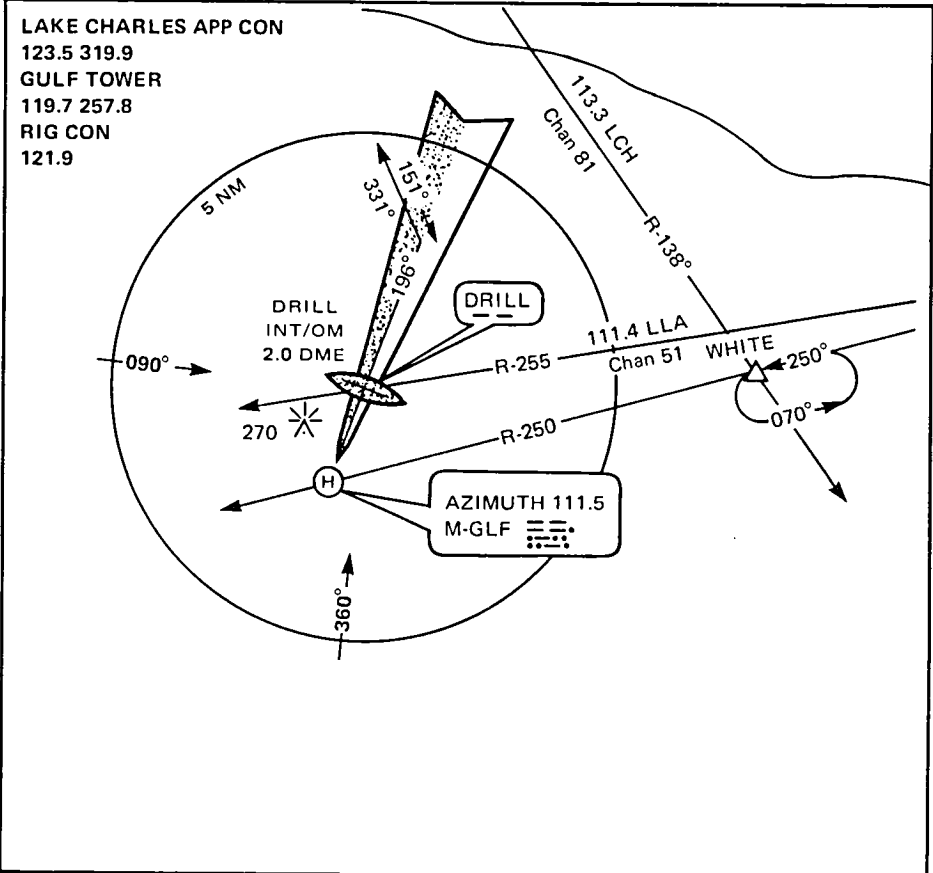 LAKE CHARLES APP CON
123.5 319.9
GULF TOWER
119.7 257.8
RIG CON
121.9
5 NM
151°
331°
196°
113.3 LCH
Chan 81
R-138°
DRILL
INT/OM
2.0 DME
DRILL
090°
R-255
111.4 LLA
Chan 51
WHITE
250°
070°
270
R-250
H
AZIMUTH 111.5
M-GLF
360°